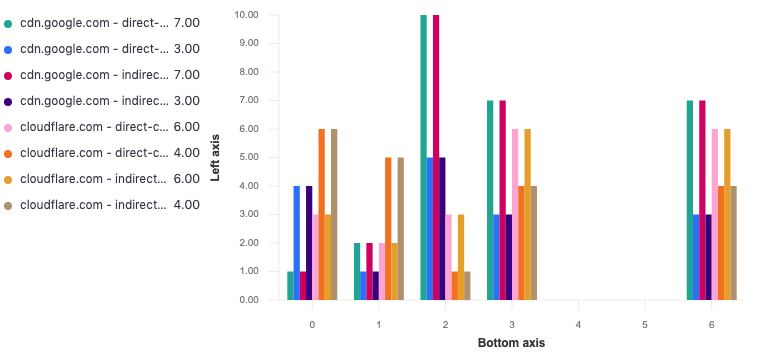 cdn.google.com - direct-... 7.00
cdn.google.com - direct-... 3.00
cdn.google.com - indirec... 7.00
cdn.google.com - indirec... 3.00
cloudflare.com - direct-c... 6.00
cloudflare.com - direct-c... 4.00
cloudflare.com - indirect... 6.00
cloudflare.com - indirect... 4.00
Left axis
10.00
9.00
8.00
7.00
6.00
5.00
4.00
3.00
2.00
1.00
0.00
0 1 2 3 4 5 6
Bottom axis